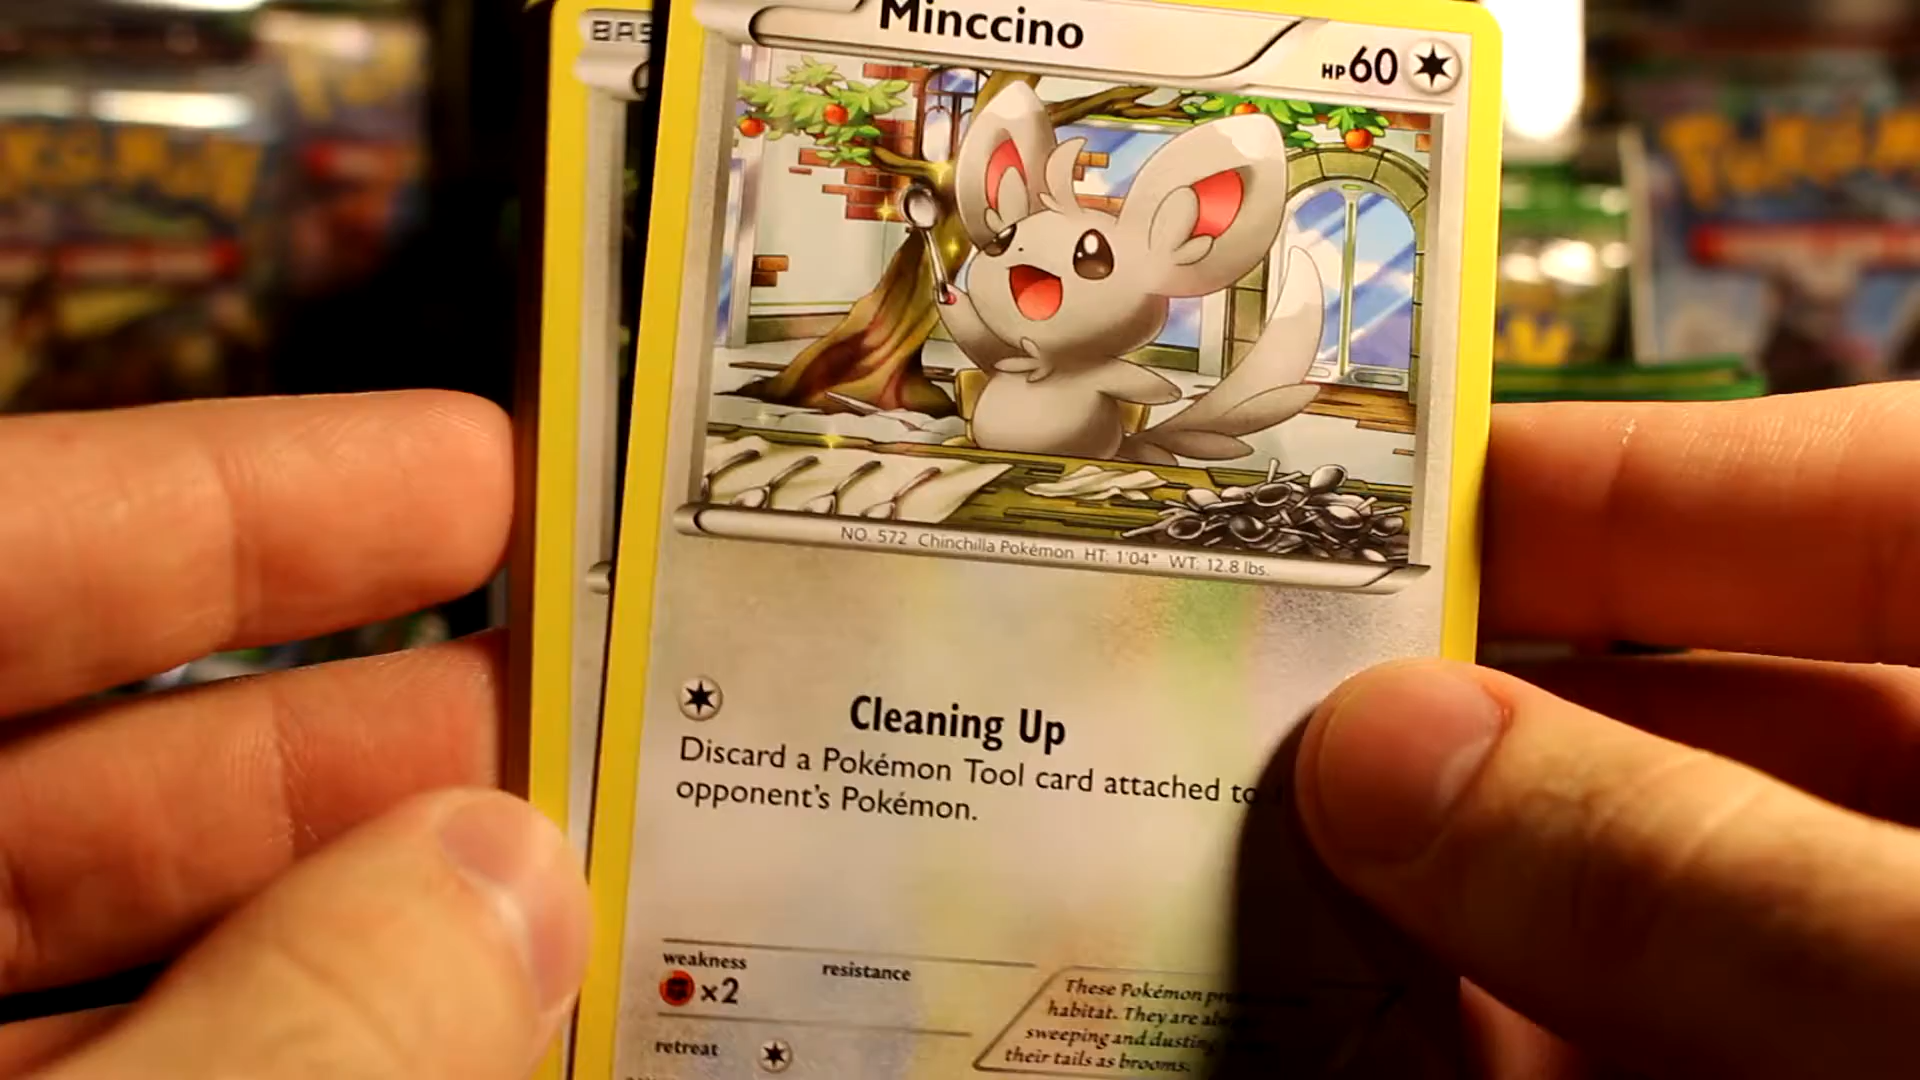 BAS
Minccino
HP60
NO. 572 Chinchilla Pokémon HT: 1'04" WT: 12.8 lbs.
Cleaning Up
Discard a Pokémon Tool card attached to
opponent's Pokémon.
weakness
resistance
×2
These Pokémon
habitat. They are
sweeping and dusting
their tails as brooms.
retreat